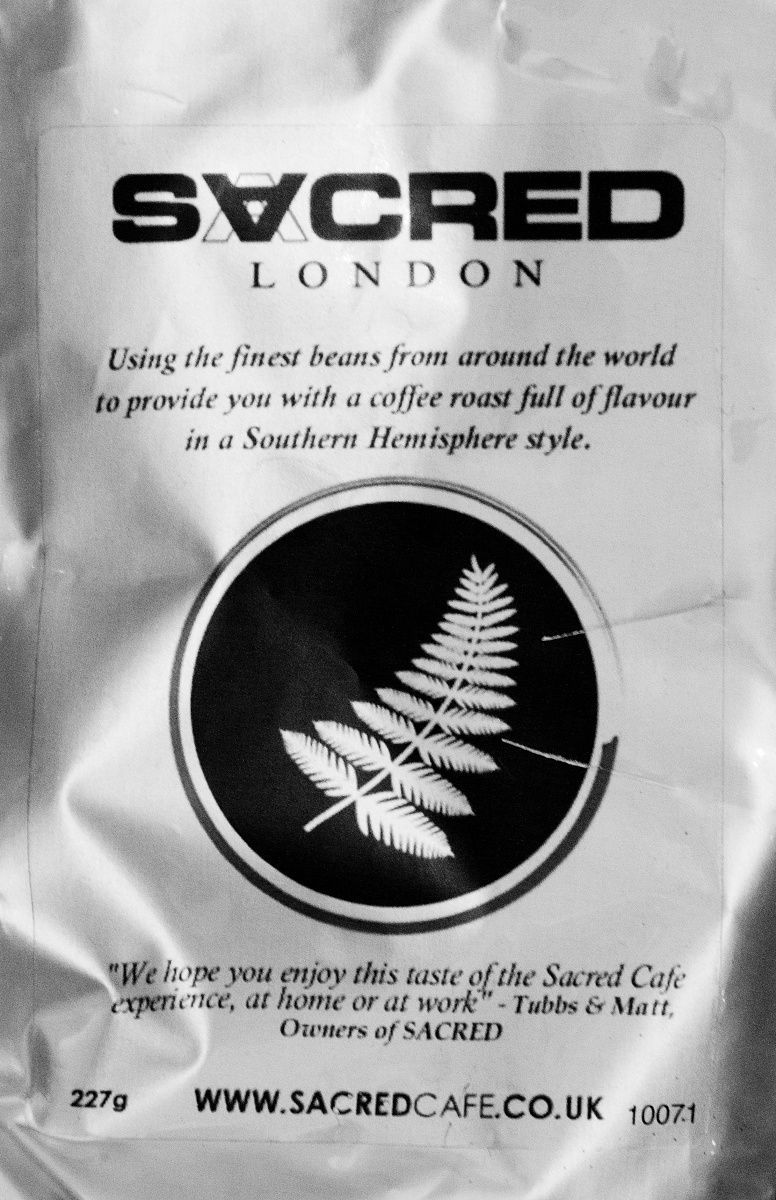 SACRED
LONDON
Using the finest beans from around the world
to provide you with a coffee roast full of flavour
in a Southern Hemisphere style.
"We hope you enjoy this taste of the Sacred Cafe
experience, at home or at work" - Tubbs & Matt,
Owners of SACRED
227g WWW.SACREDCAFE.CO.UK 10071